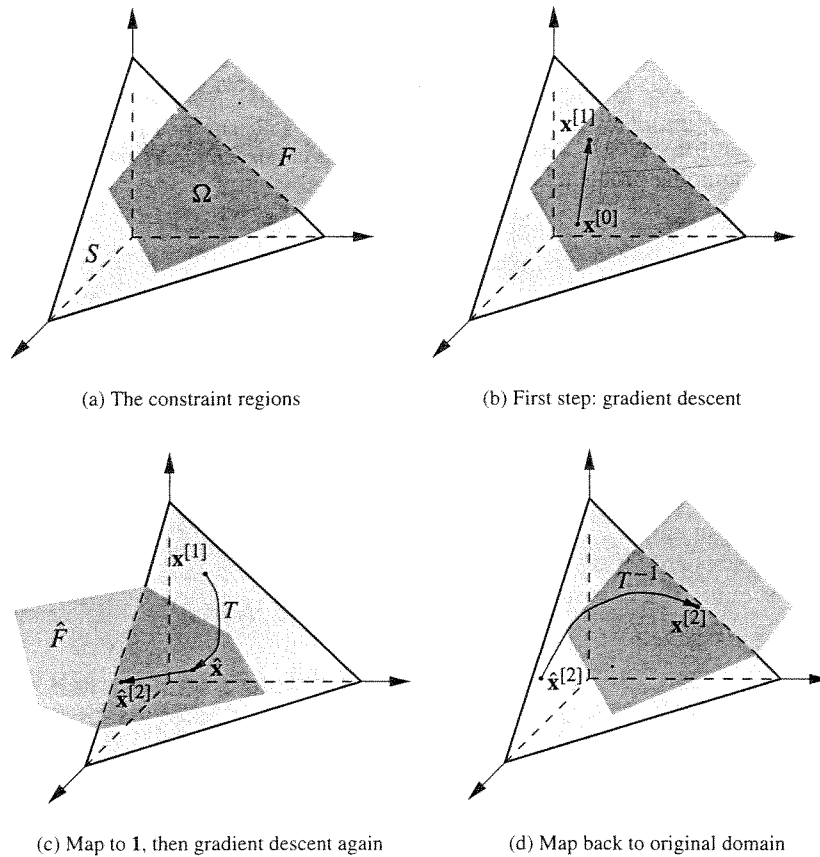 F
Ω
S
(a) The constraint regions
x[1]
x[0]
(b) First step: gradient descent
x[1]
T
F̂
x̂
x̂[2]
(c) Map to 1, then gradient descent again
T−1
x[2]
x̂[2]
(d) Map back to original domain